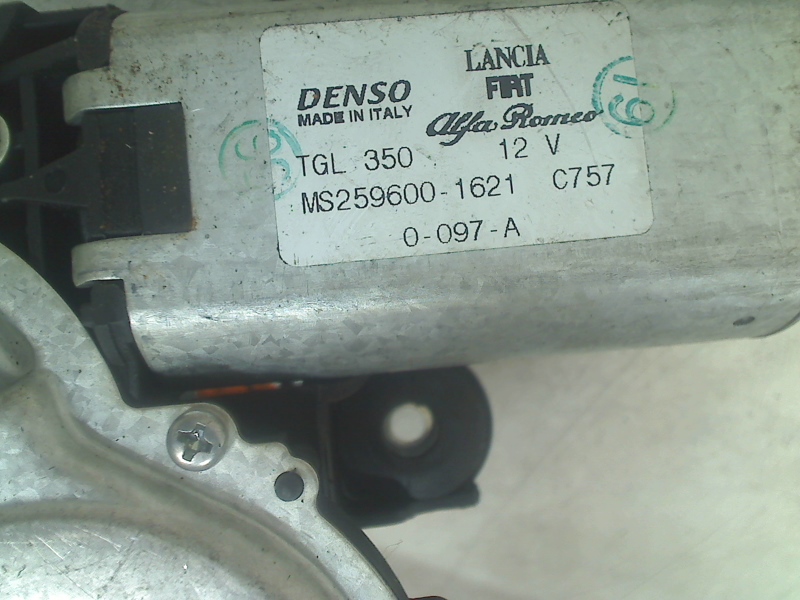 LANCIA
FIAT
Alfa Romeo
DENSO
MADE IN ITALY
TGL 350 12 V
MS259600-1621 C757
0-097-A